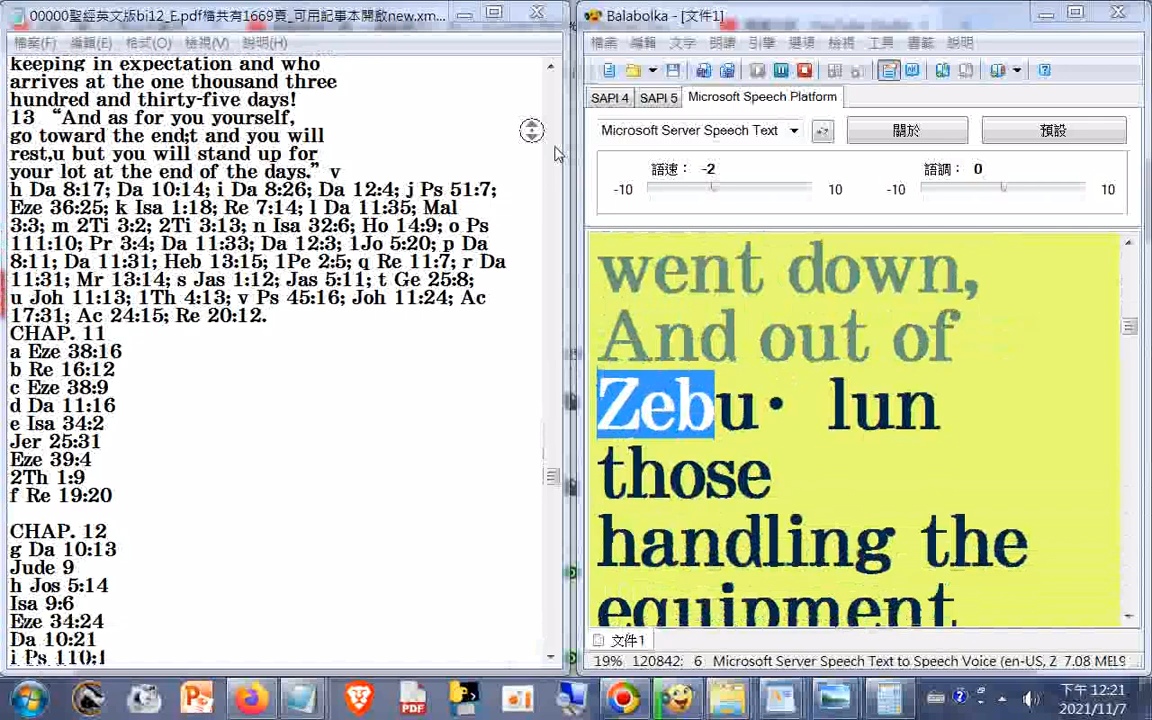 00000聖經英文版bi12_E.pdf檔共有1669頁_可用記事本開啟new.xm...
檔案(F) 編輯(E) 格式(O) 檢視(V) 說明(H)
keeping in expectation and who
arrives at the one thousand three
hundred and thirty-five days!
13 “And as for you yourself,
go toward the end;t and you will
rest,u but you will stand up for
your lot at the end of the days.” v
h Da 8:17; Da 10:14; i Da 8:26; Da 12:4; j Ps 51:7;
Eze 36:25; k Isa 1:18; Re 7:14; l Da 11:35; Mal
3:3; m 2Ti 3:2; 2Ti 3:13; n Isa 32:6; Ho 14:9; o Ps
111:10; Pr 3:4; Da 11:33; Da 12:3; 1Jo 5:20; p Da
8:11; Da 11:31; Heb 13:15; 1Pe 2:5; q Re 11:7; r Da
11:31; Mr 13:14; s Jas 1:12; Jas 5:11; t Ge 25:8;
u Joh 11:13; 1Th 4:13; v Ps 45:16; Joh 11:24; Ac
17:31; Ac 24:15; Re 20:12.
CHAP. 11
a Eze 38:16
b Re 16:12
c Eze 38:9
d Da 11:16
e Isa 34:2
Jer 25:31
Eze 39:4
2Th 1:9
f Re 19:20
CHAP. 12
g Da 10:13
Jude 9
h Jos 5:14
Isa 9:6
Eze 34:24
Da 10:21
i Ps 110:1
Balabolka - [文件1]
檔案 編輯 文字 朗讀 引擎 選項 檢視 工具 書籤 說明
SAPI 4 SAPI 5 Microsoft Speech Platform
Microsoft Server Speech Text 關於 預設
語速： -2 語調： 0
-10 10 -10 10
went down,
And out of
Zebu· lun
those
handling the
equipment
文件1
19% 120842: 6 Microsoft Server Speech Text to Speech Voice (en-US, Z 7.08 МЕ19
PDF
下午 12:21
2021/11/7